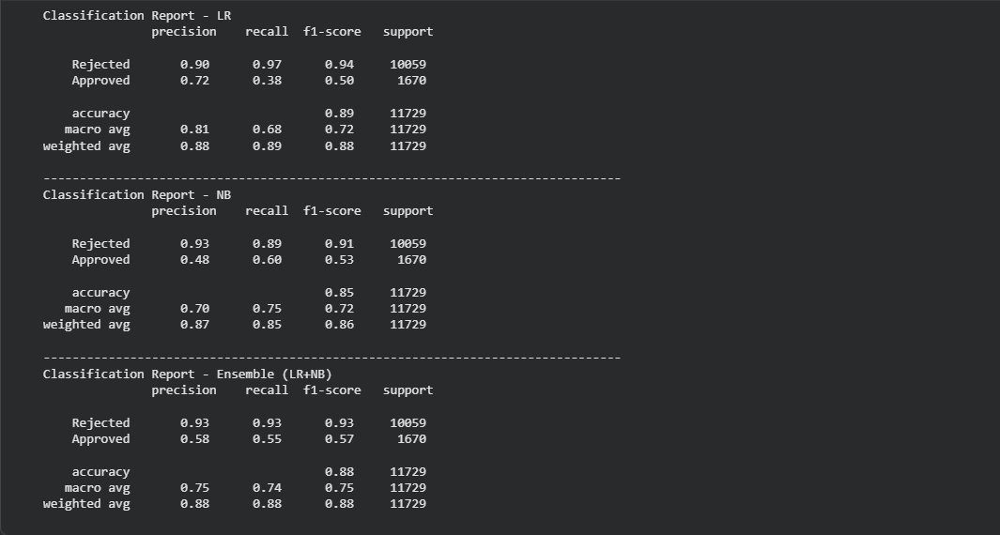 Classification Report - LR
precision recall f1-score support
Rejected 0.90 0.97 0.94 10059
Approved 0.72 0.38 0.50 1670
accuracy 0.89 11729
macro avg 0.81 0.68 0.72 11729
weighted avg 0.88 0.89 0.88 11729
--------------------------------------------------------------------------------
Classification Report - NB
precision recall f1-score support
Rejected 0.93 0.89 0.91 10059
Approved 0.48 0.60 0.53 1670
accuracy 0.85 11729
macro avg 0.70 0.75 0.72 11729
weighted avg 0.87 0.85 0.86 11729
--------------------------------------------------------------------------------
Classification Report - Ensemble (LR+NB)
precision recall f1-score support
Rejected 0.93 0.93 0.93 10059
Approved 0.58 0.55 0.57 1670
accuracy 0.88 11729
macro avg 0.75 0.74 0.75 11729
weighted avg 0.88 0.88 0.88 11729